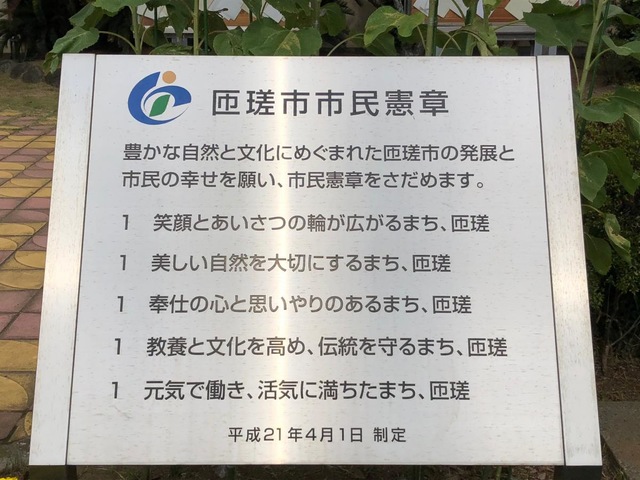 匝瑳市市民憲章
豊かな自然と文化にめぐまれた匝瑳市の発展と
市民の幸せを願い、市民憲章をさだめます。
1　笑顔とあいさつの輪が広がるまち、匝瑳
1　美しい自然を大切にするまち、匝瑳
1　奉仕の心と思いやりのあるまち、匝瑳
1　教養と文化を高め、伝統を守るまち、匝瑳
1　元気で働き、活気に満ちたまち、匝瑳
平成21年4月1日 制定